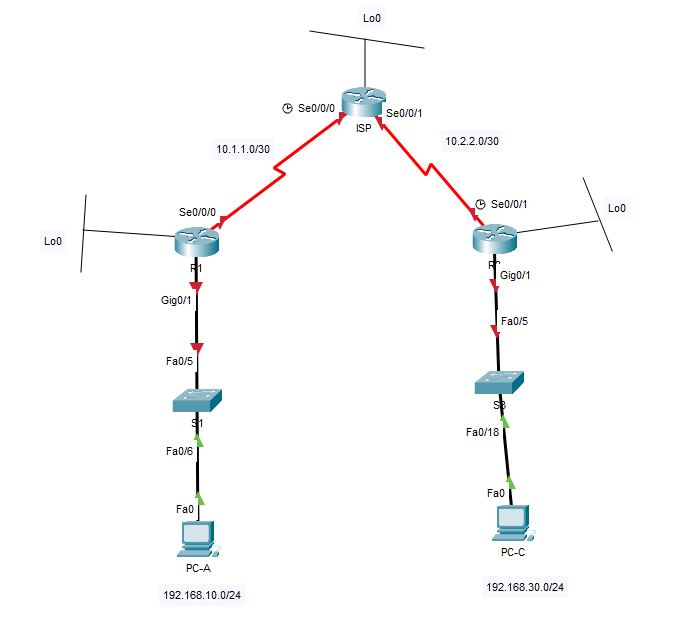 Lo0
Se0/0/0
Se0/0/1
ISP
10.1.1.0/30
10.2.2.0/30
Se0/0/0
Se0/0/1
Lo0
Lo0
R1
Gig0/1
Gig0/1
Fa0/5
Fa0/5
S1
S3
Fa0/6
Fa0/18
Fa0
Fa0
PC-A
PC-C
192.168.10.0/24
192.168.30.0/24